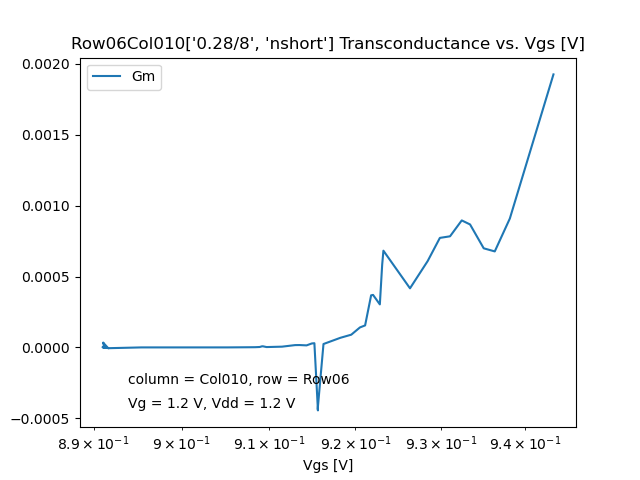 Row06Col010['0.28/8', 'nshort'] Transconductance vs. Vgs [V]
Gm
0.0020
0.0015
0.0010
0.0005
0.0000
−0.0005
column = Col010, row = Row06
Vg = 1.2 V, Vdd = 1.2 V
8.9 × 10⁻¹ 9 × 10⁻¹ 9.1 × 10⁻¹ 9.2 × 10⁻¹ 9.3 × 10⁻¹ 9.4 × 10⁻¹
Vgs [V]